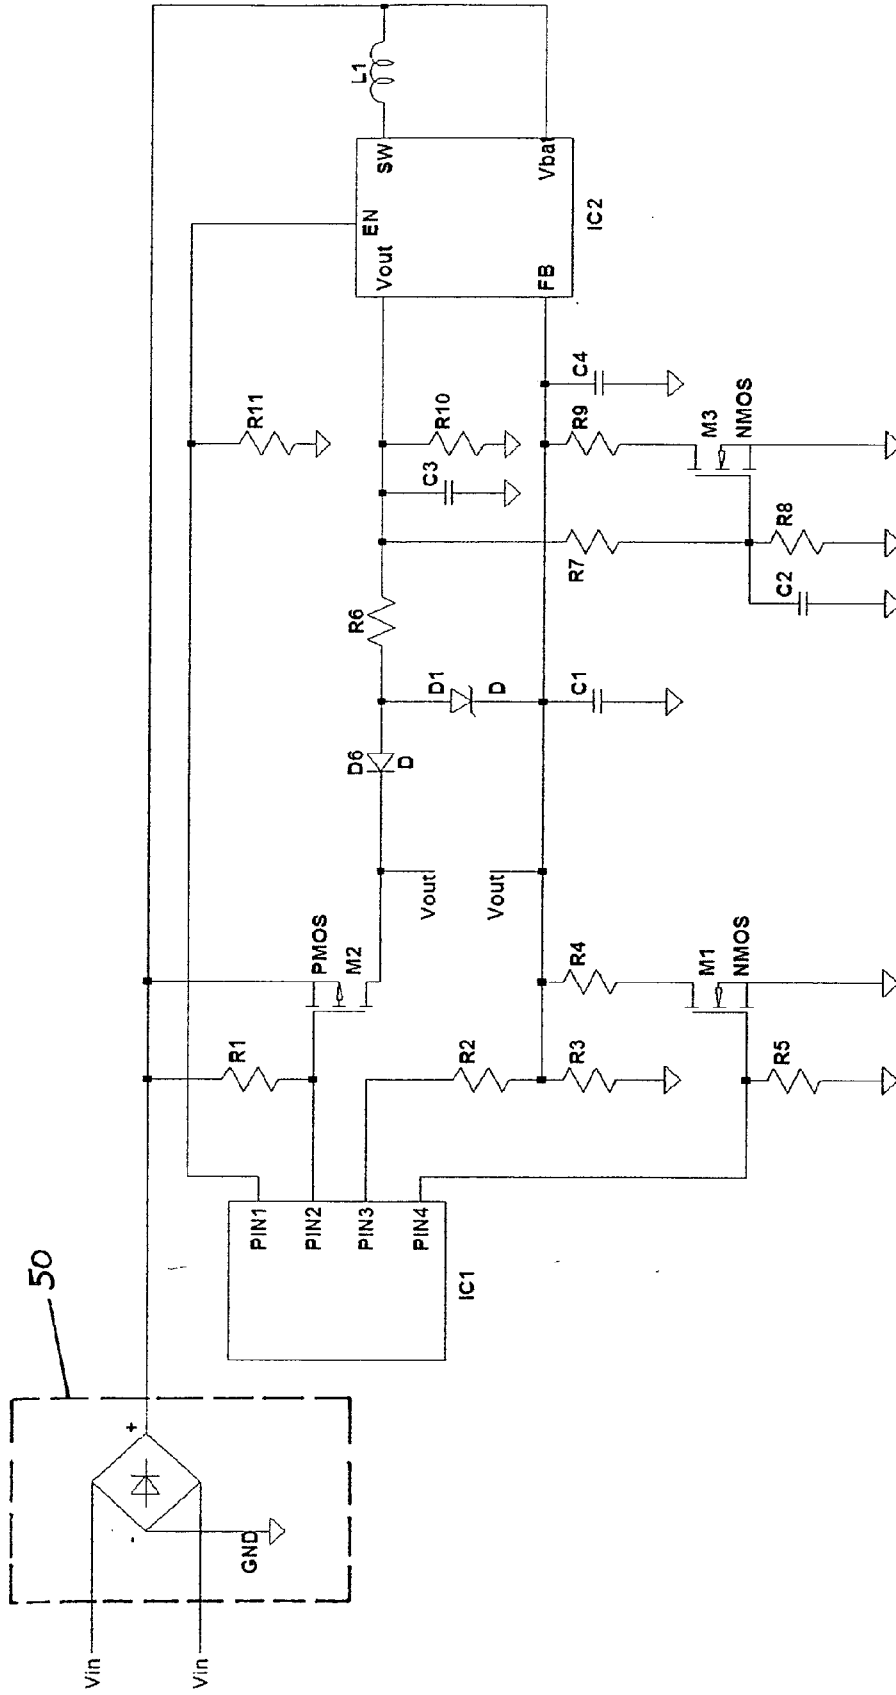 50
Vin
Vin
+
-
GND
IC1
PIN1
PIN2
PIN3
PIN4
R1
PMOS
M2
R2
R3
R4
M1
NMOS
R5
Vout
Vout
D6
D
D1
D
C1
R6
R7
C2
R8
C3
R10
R11
R9
M3
NMOS
C4
IC2
Vout
EN
FB
SW
Vbat
L1